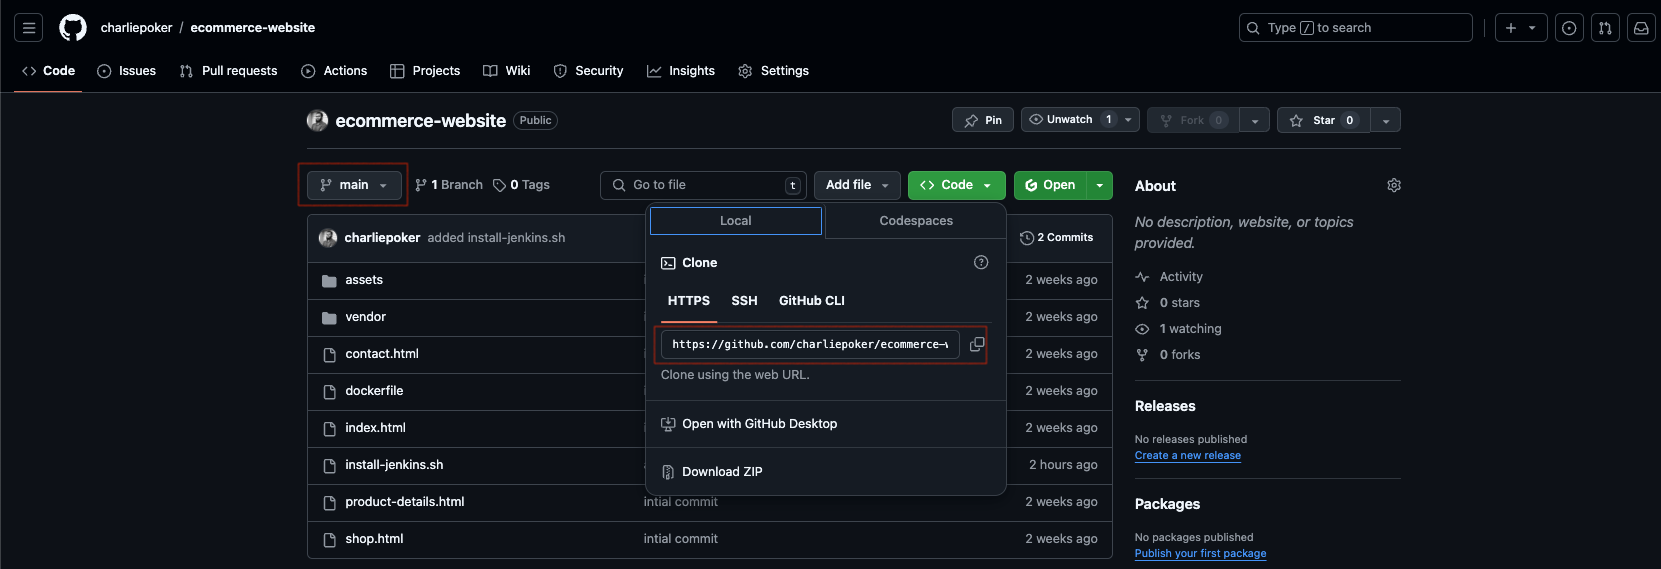 charliepoker / ecommerce-website
Type / to search
Code Issues Pull requests Actions Projects Wiki Security Insights Settings
ecommerce-website Public
Pin Unwatch 1 Fork 0 Star 0
main 1 Branch 0 Tags Go to file t Add file Code Open
Local Codespaces
charliepoker added install-jenkins.sh
2 Commits
Clone
HTTPS SSH GitHub CLI
https://github.com/charliepoker/ecommerce-
Clone using the web URL.
Open with GitHub Desktop
Download ZIP
assets 2 weeks ago
vendor 2 weeks ago
contact.html 2 weeks ago
dockerfile 2 weeks ago
index.html 2 weeks ago
install-jenkins.sh 2 hours ago
product-details.html intial commit 2 weeks ago
shop.html intial commit 2 weeks ago
About
No description, website, or topics
provided.
Activity
0 stars
1 watching
0 forks
Releases
No releases published
Create a new release
Packages
No packages published
Publish your first package